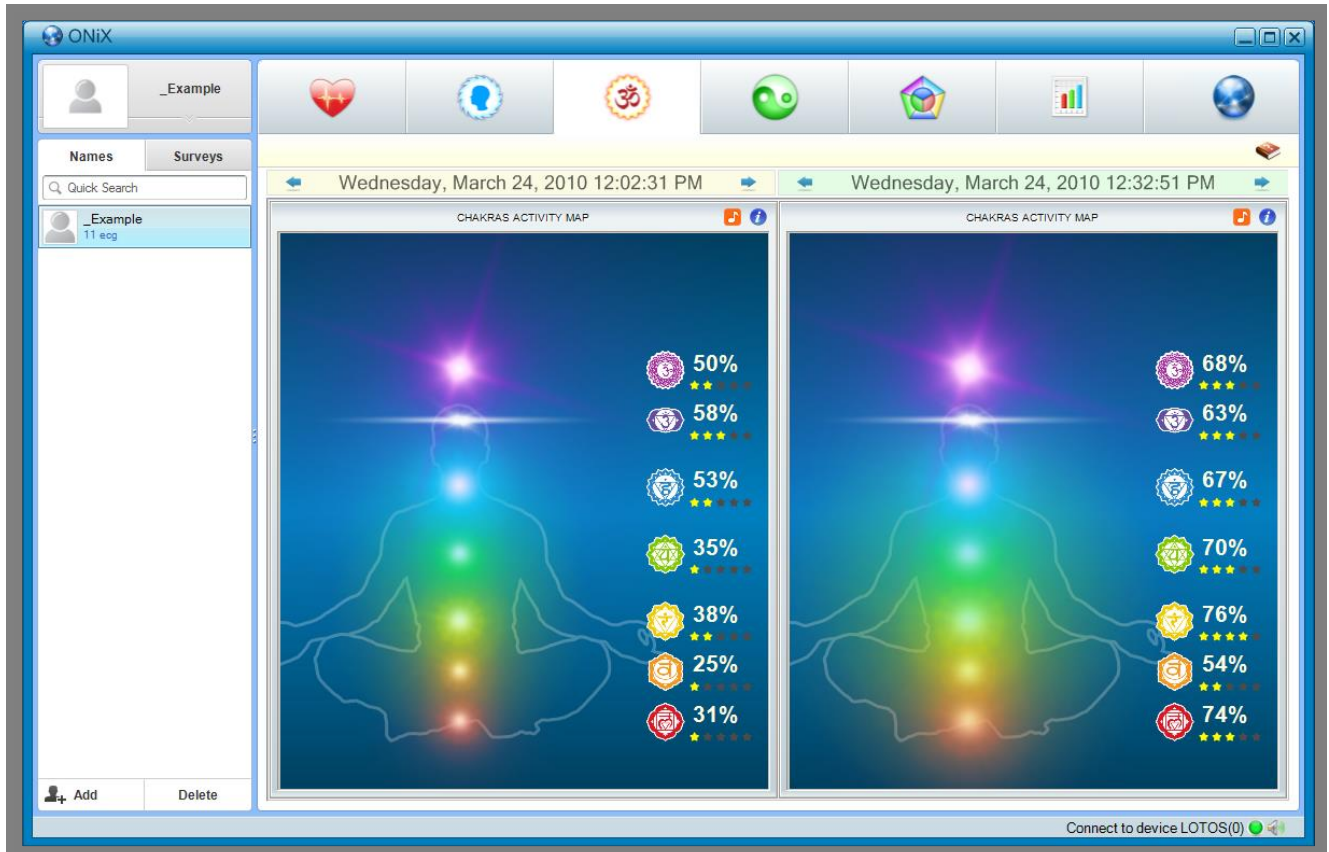 ONiX
_Example
Names
Surveys
Quick Search
_Example
11 ecg
Add
Delete
Wednesday, March 24, 2010 12:02:31 PM
CHAKRAS ACTIVITY MAP
50%
58%
53%
35%
38%
25%
31%
Wednesday, March 24, 2010 12:32:51 PM
CHAKRAS ACTIVITY MAP
68%
63%
67%
70%
76%
54%
74%
Connect to device LOTOS(0)